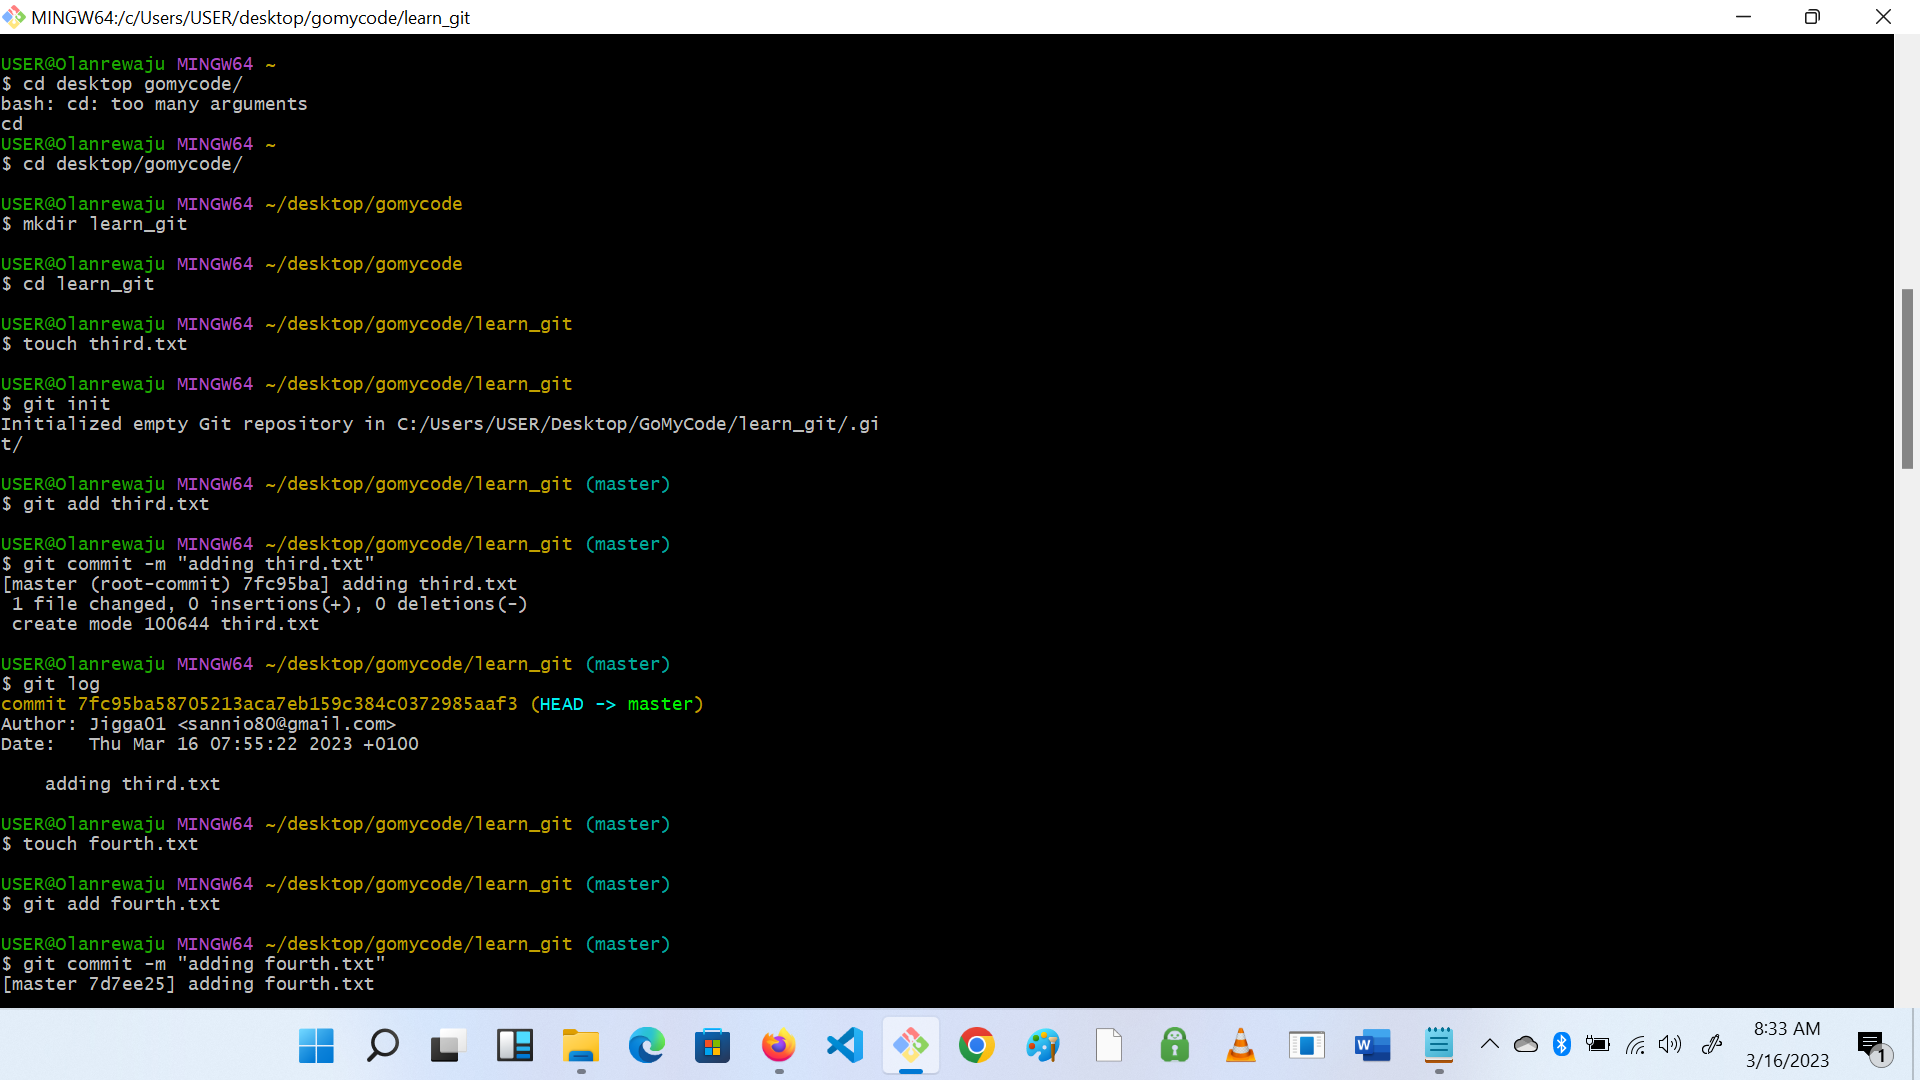 MINGW64:/c/Users/USER/desktop/gomycode/learn_git
USER@Olanrewaju MINGW64 ~
$ cd desktop gomycode/
bash: cd: too many arguments
cd
USER@Olanrewaju MINGW64 ~
$ cd desktop/gomycode/
USER@Olanrewaju MINGW64 ~/desktop/gomycode
$ mkdir learn_git
USER@Olanrewaju MINGW64 ~/desktop/gomycode
$ cd learn_git
USER@Olanrewaju MINGW64 ~/desktop/gomycode/learn_git
$ touch third.txt
USER@Olanrewaju MINGW64 ~/desktop/gomycode/learn_git
$ git init
Initialized empty Git repository in C:/Users/USER/Desktop/GoMyCode/learn_git/.gi
t/
USER@Olanrewaju MINGW64 ~/desktop/gomycode/learn_git (master)
$ git add third.txt
USER@Olanrewaju MINGW64 ~/desktop/gomycode/learn_git (master)
$ git commit -m "adding third.txt"
[master (root-commit) 7fc95ba] adding third.txt
 1 file changed, 0 insertions(+), 0 deletions(-)
 create mode 100644 third.txt
USER@Olanrewaju MINGW64 ~/desktop/gomycode/learn_git (master)
$ git log
commit 7fc95ba58705213aca7eb159c384c0372985aaf3 (HEAD -> master)
Author: Jigga01 <sannio80@gmail.com>
Date:   Thu Mar 16 07:55:22 2023 +0100
    adding third.txt
USER@Olanrewaju MINGW64 ~/desktop/gomycode/learn_git (master)
$ touch fourth.txt
USER@Olanrewaju MINGW64 ~/desktop/gomycode/learn_git (master)
$ git add fourth.txt
USER@Olanrewaju MINGW64 ~/desktop/gomycode/learn_git (master)
$ git commit -m "adding fourth.txt"
[master 7d7ee25] adding fourth.txt
W
8:33 AM
3/16/2023
1